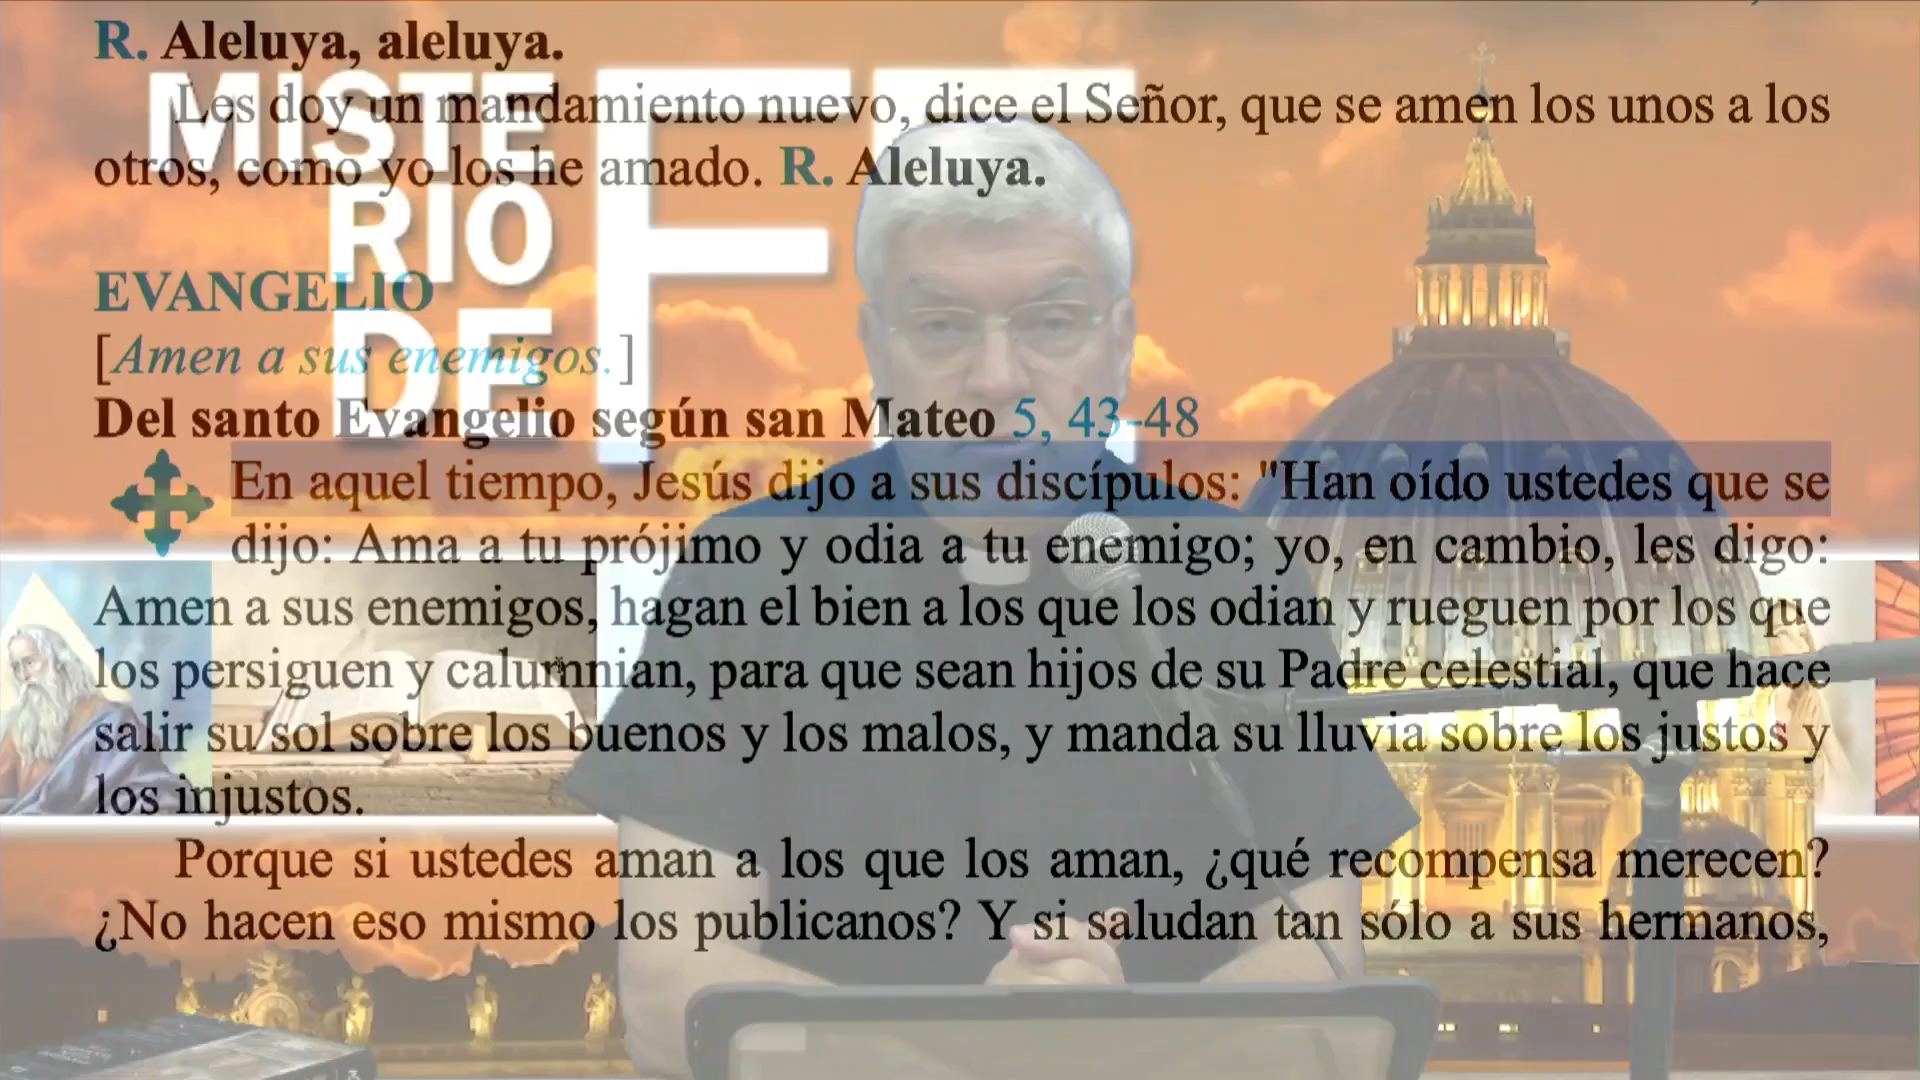 R. Aleluya, aleluya.
Les doy un mandamiento nuevo, dice el Señor, que se amen los unos a los
otros, como yo los he amado. R. Aleluya.
MISTE
RIO
DE
EVANGELIO
[Amen a sus enemigos.]
Del santo Evangelio según san Mateo 5, 43-48
En aquel tiempo, Jesús dijo a sus discípulos: "Han oído ustedes que se
dijo: Ama a tu prójimo y odia a tu enemigo; yo, en cambio, les digo:
Amen a sus enemigos, hagan el bien a los que los odian y rueguen por los que
los persiguen y calumnian, para que sean hijos de su Padre celestial, que hace
salir su sol sobre los buenos y los malos, y manda su lluvia sobre los justos y
los injustos.
Porque si ustedes aman a los que los aman, ¿qué recompensa merecen?
¿No hacen eso mismo los publicanos? Y si saludan tan sólo a sus hermanos,